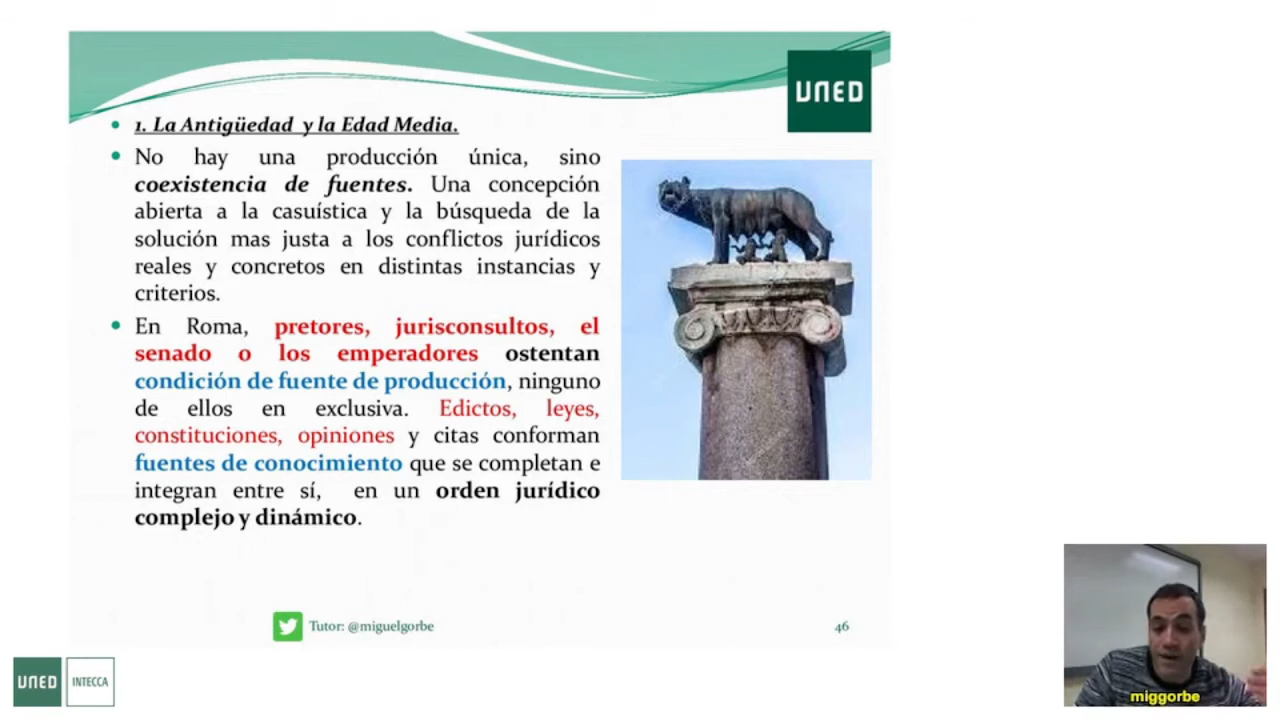 UNED
1. La Antigüedad y la Edad Media.
No hay una producción única, sino
coexistencia de fuentes. Una concepción
abierta a la casuística y la búsqueda de la
solución mas justa a los conflictos jurídicos
reales y concretos en distintas instancias y
criterios.
En Roma, pretores, jurisconsultos, el
senado o los emperadores ostentan
condición de fuente de producción, ninguno
de ellos en exclusiva. Edictos, leyes,
constituciones, opiniones y citas conforman
fuentes de conocimiento que se completan e
integran entre sí, en un orden jurídico
complejo y dinámico.
Tutor: @miguelgorbe
46
UNED INTECCA
miggorbe